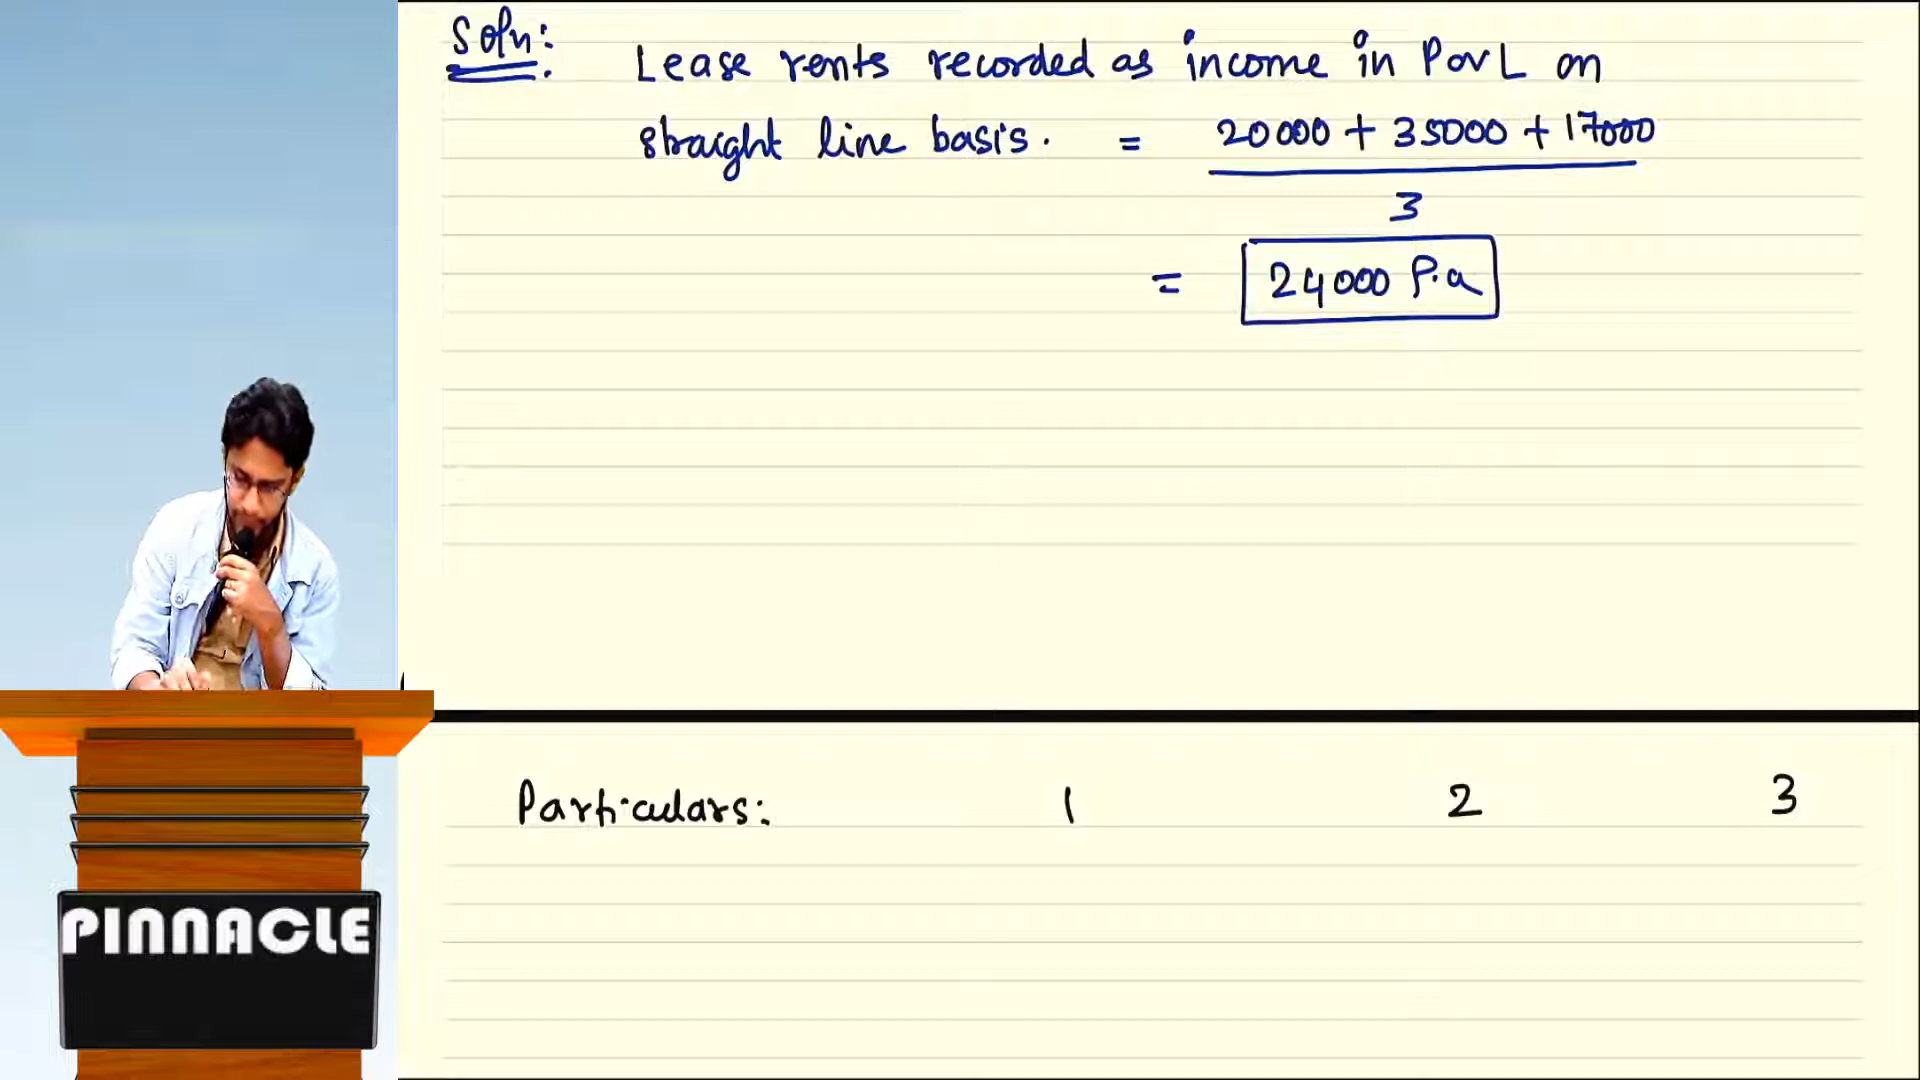 Soln:
Lease rents recorded as income in P or L on
straight line basis. = 20000 + 35000 + 17000
3
= 24000 P.a
Particulars: 1 2 3
PINNACLE